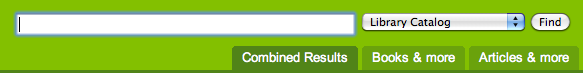 Library Catalog Find
Combined Results Books & more Articles & more